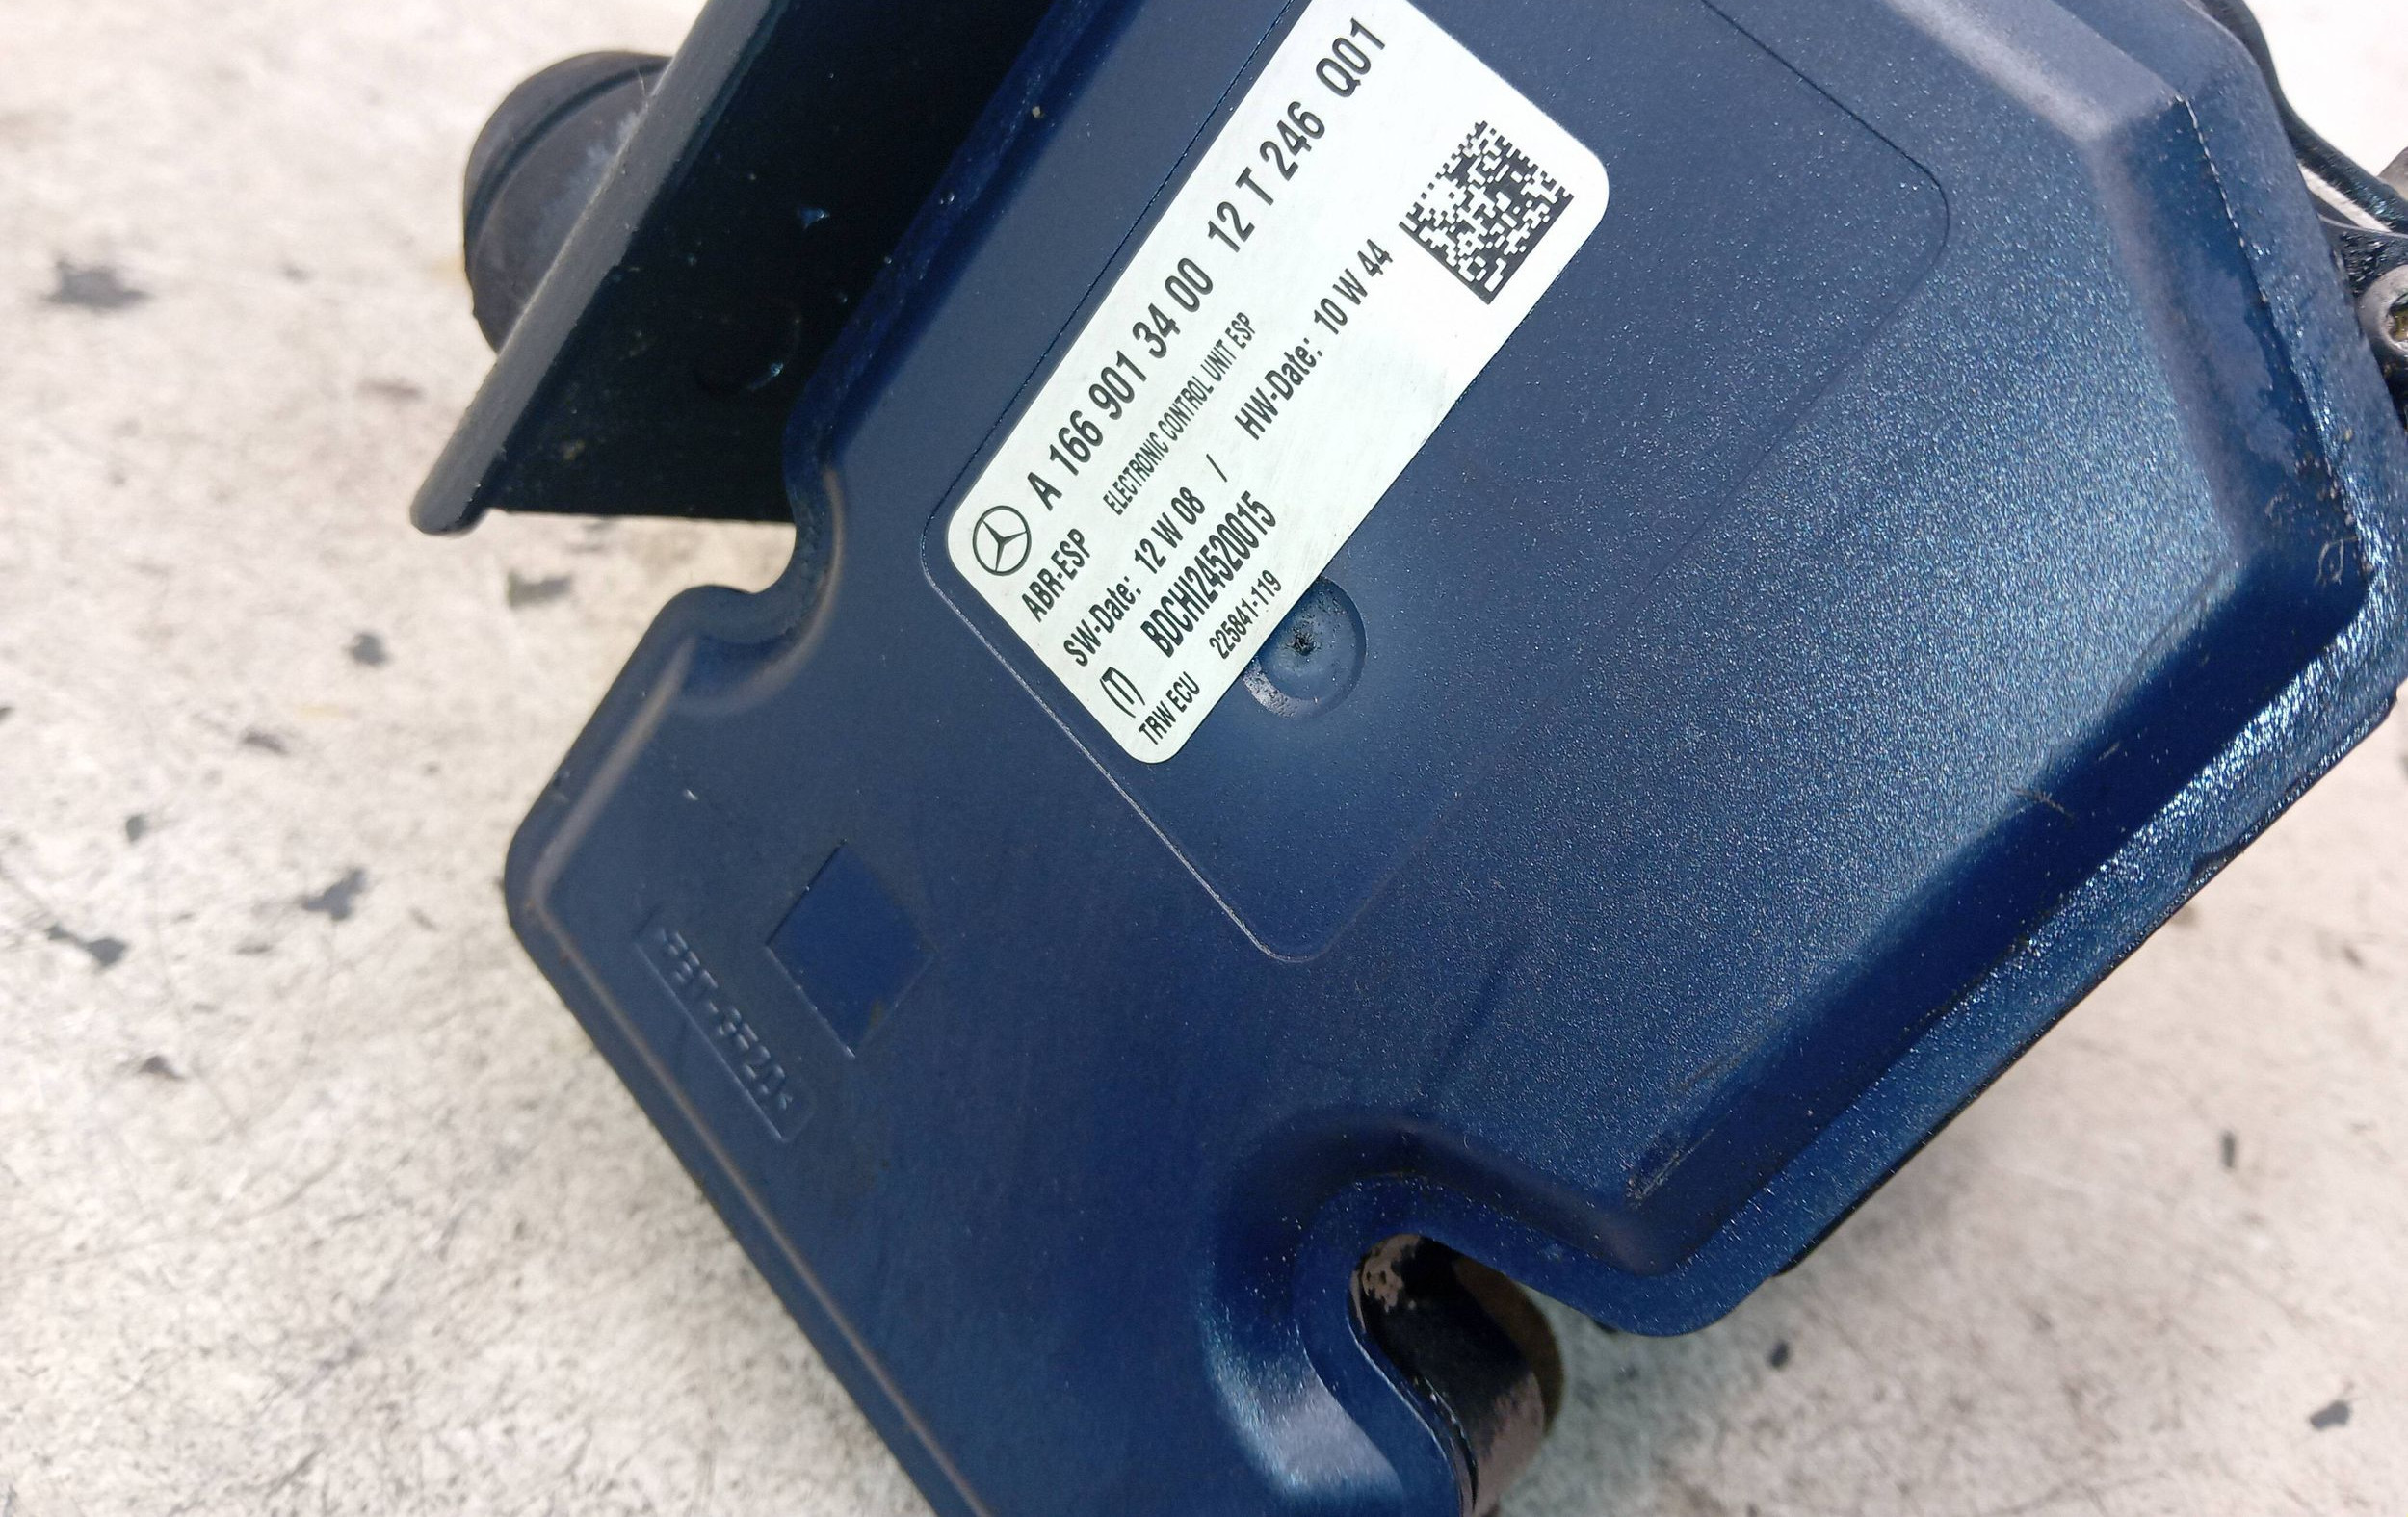 A 166 901 34 00 12 T 246 Q01
ABR-ESP ELECTRONIC CONTROL UNIT ESP
SW-Date: 12 W 08 / HW-Date: 10 W 44
(T) BDCHI24520015
TRW ECU 225841-119